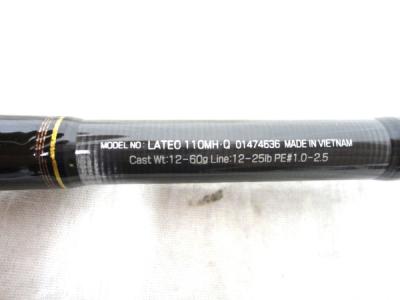 MODEL NO: LATEO 110MH·Q 01474636 MADE IN VIETNAM
Cast Wt:12-60g Line:12-25lb PE#1.0-2.5